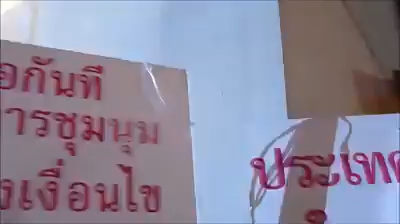 อกันที
ารชุมนุม
งเงื่อนไข
ประเทศ